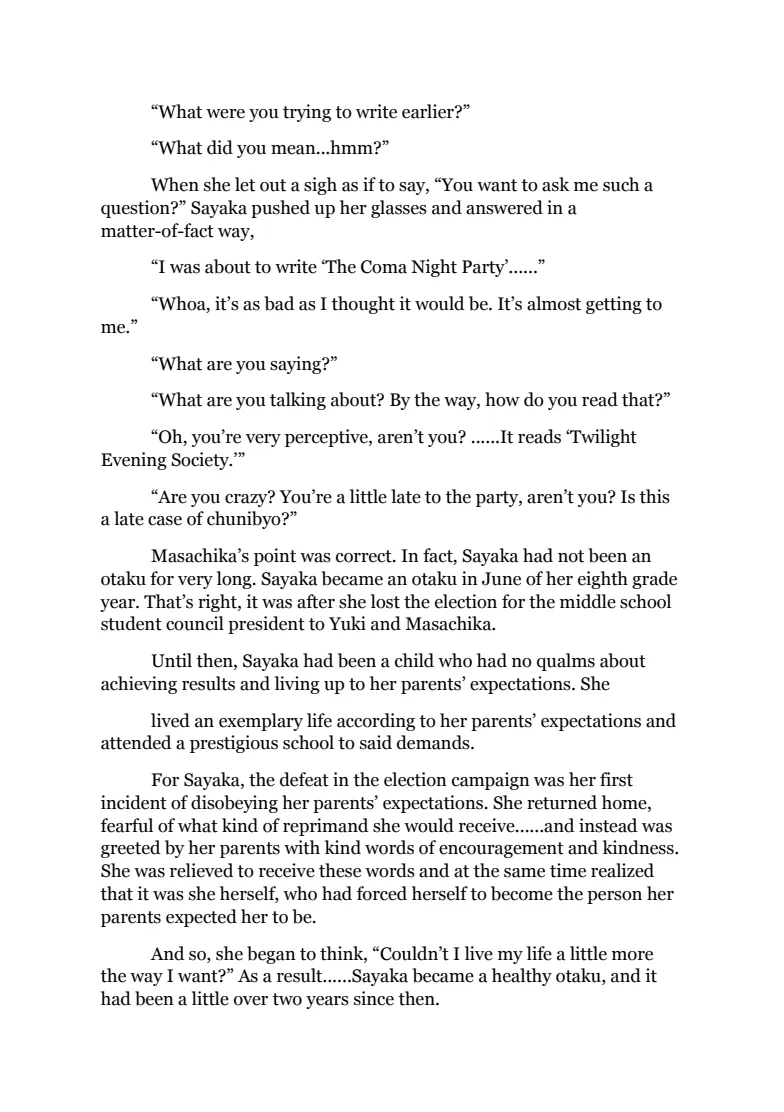 “What were you trying to write earlier?”
“What did you mean...hmm?”
When she let out a sigh as if to say, “You want to ask me such a
question?” Sayaka pushed up her glasses and answered in a
matter-of-fact way,
“I was about to write ‘The Coma Night Party’......”
“Whoa, it’s as bad as I thought it would be. It’s almost getting to
me.”
“What are you saying?”
“What are you talking about? By the way, how do you read that?”
“Oh, you’re very perceptive, aren’t you? ......It reads ‘Twilight
Evening Society.’”
“Are you crazy? You’re a little late to the party, aren’t you? Is this
a late case of chunibyo?”
Masachika’s point was correct. In fact, Sayaka had not been an
otaku for very long. Sayaka became an otaku in June of her eighth grade
year. That’s right, it was after she lost the election for the middle school
student council president to Yuki and Masachika.
Until then, Sayaka had been a child who had no qualms about
achieving results and living up to her parents’ expectations. She
lived an exemplary life according to her parents’ expectations and
attended a prestigious school to said demands.
For Sayaka, the defeat in the election campaign was her first
incident of disobeying her parents’ expectations. She returned home,
fearful of what kind of reprimand she would receive......and instead was
greeted by her parents with kind words of encouragement and kindness.
She was relieved to receive these words and at the same time realized
that it was she herself, who had forced herself to become the person her
parents expected her to be.
And so, she began to think, “Couldn’t I live my life a little more
the way I want?” As a result......Sayaka became a healthy otaku, and it
had been a little over two years since then.